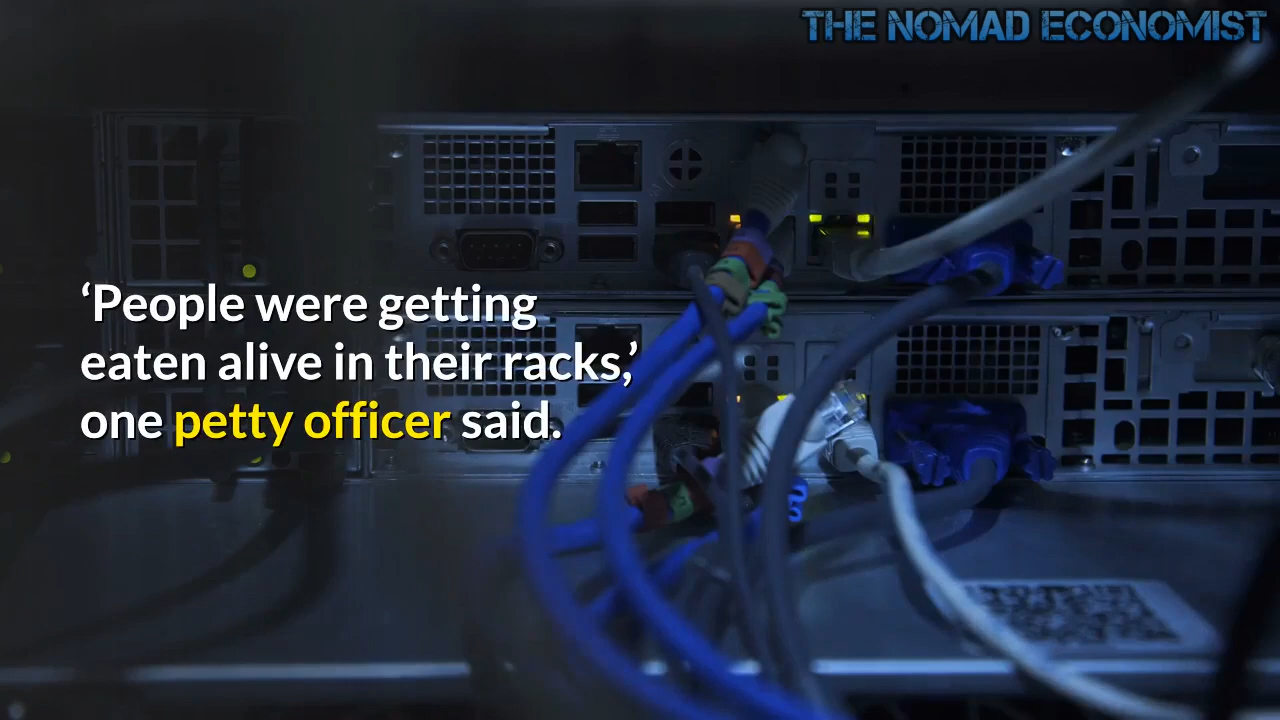 THE NOMAD ECONOMIST
‘People were getting
eaten alive in their racks,’
one petty officer said.